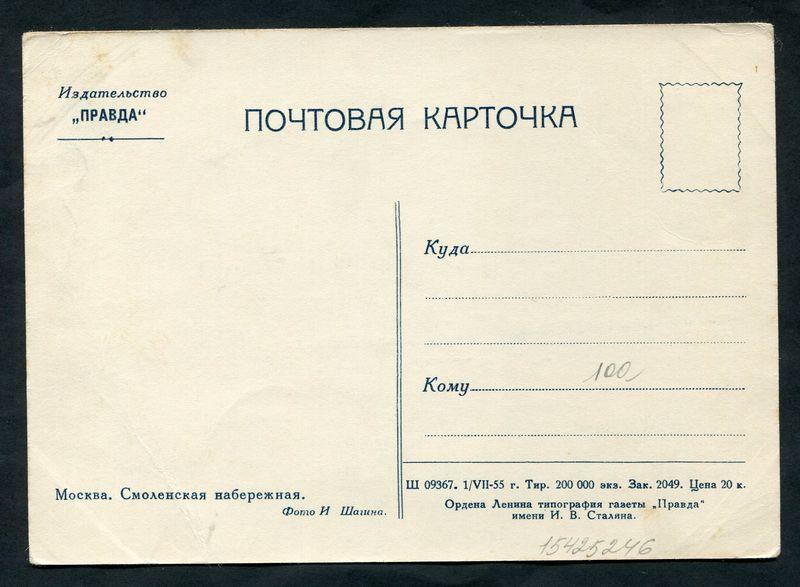 Издательство
„ПРАВДА“
ПОЧТОВАЯ КАРТОЧКА
Куда
100
Кому
Москва. Смоленская набережная.
Фото И Шагина.
Ш 09367. 1/VII-55 г. Тир. 200 000 экз. Зак. 2049. Цена 20 к.
Ордена Ленина типография газеты „Правда“
имени И. В. Сталина.
15425246